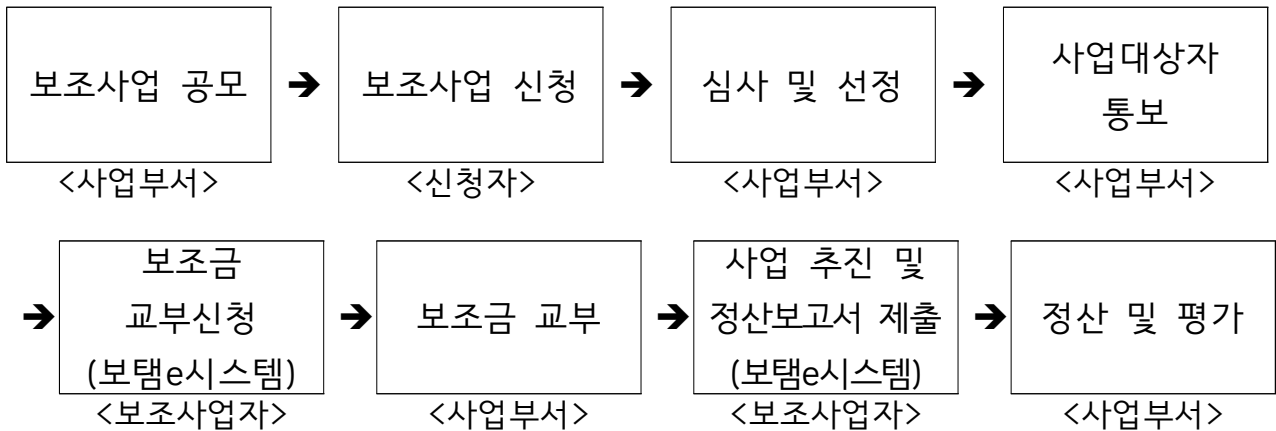 보조사업 공모 ➔ 보조사업 신청 ➔ 심사 및 선정 ➔ 사업대상자
통보
<사업부서> <신청자> <사업부서> <사업부서>
➔ 보조금
교부신청
(보탬e시스템) ➔ 보조금 교부 ➔ 사업 추진 및
정산보고서 제출
(보탬e시스템) ➔ 정산 및 평가
<보조사업자> <사업부서> <보조사업자> <사업부서>